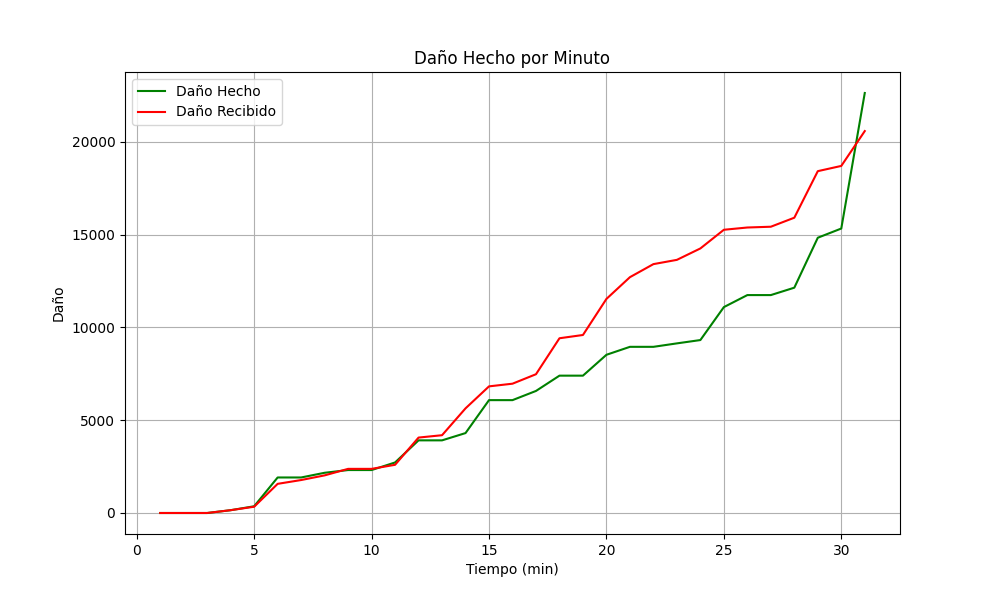 Daño Hecho por Minuto
Daño Hecho
Daño Recibido
20000
15000
10000
5000
0
Daño
0 5 10 15 20 25 30
Tiempo (min)